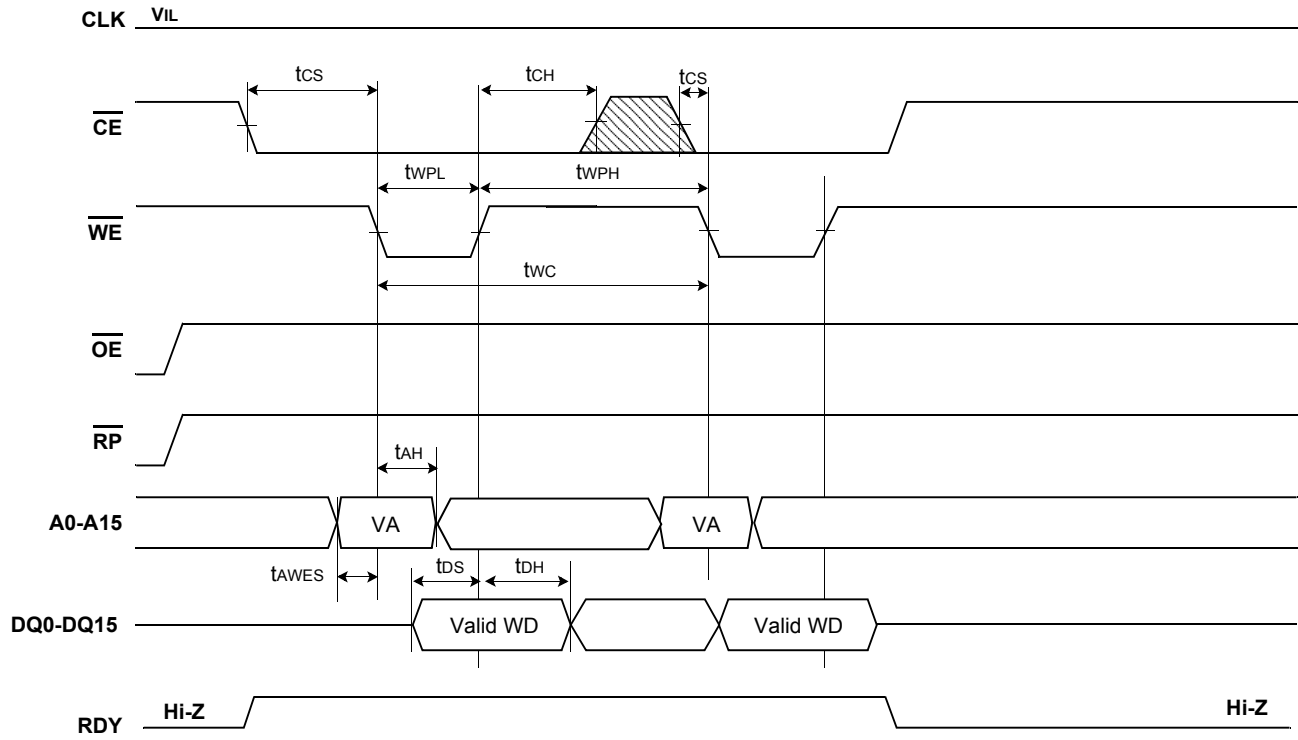 CLK VIL
tCS tCH tCS
CE
tWPL tWPH
WE
tWC
OE
RP
tAH
A0-A15 VA VA
tAWES tDS tDH
DQ0-DQ15 Valid WD Valid WD
RDY Hi-Z Hi-Z